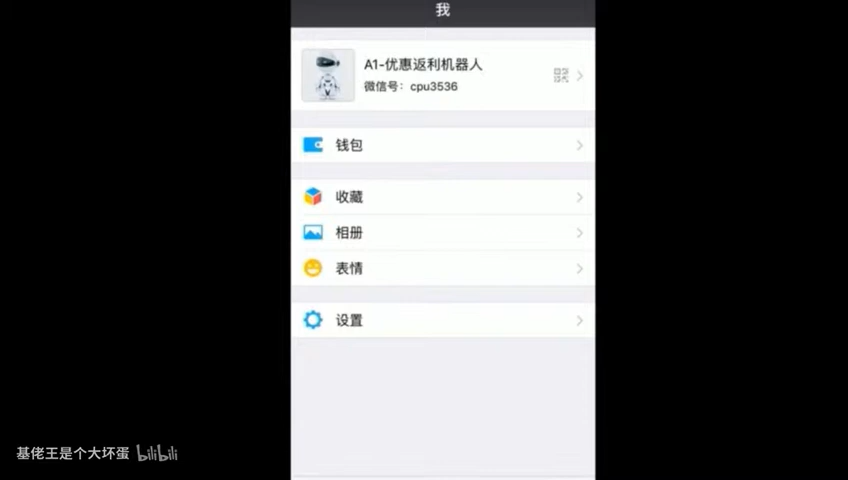 我
A1-优惠返利机器人
微信号：cpu3536
钱包
收藏
相册
表情
设置
基佬王是个大坏蛋 bilibili